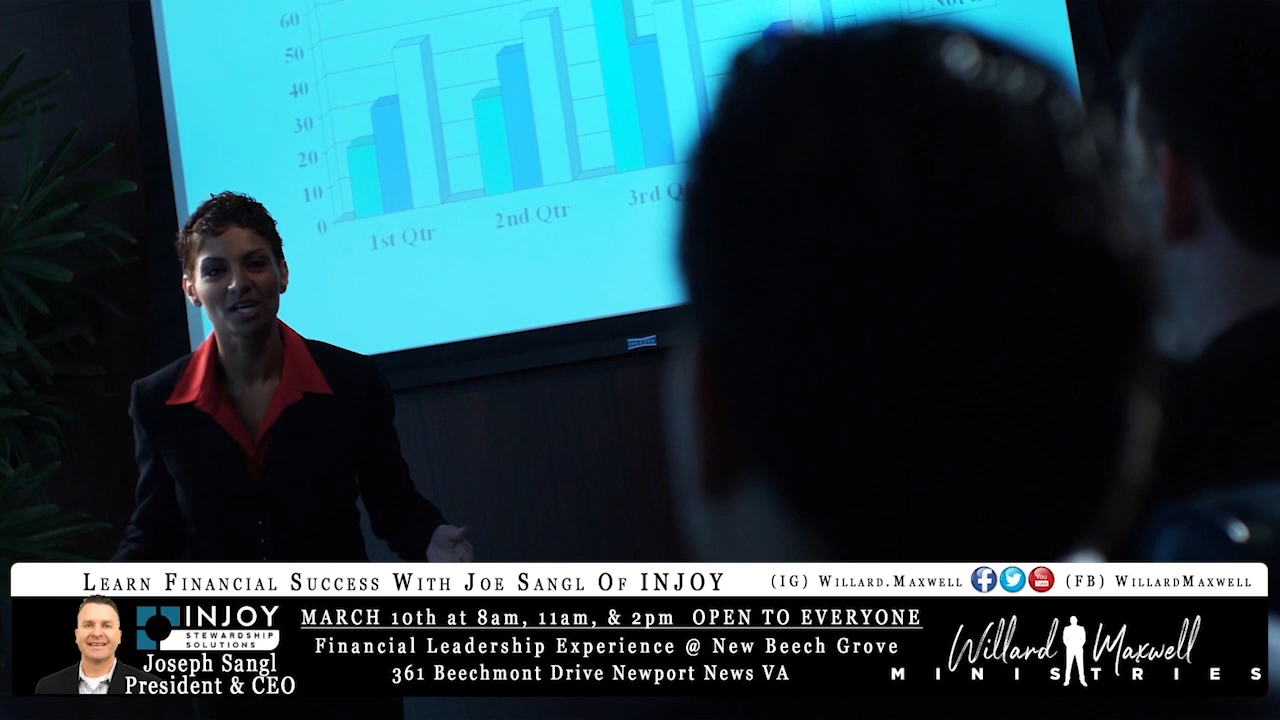 60
50
40
30
20
10
0
1st Qtr
2nd Qtr
3rd
LEARN FINANCIAL SUCCESS WITH JOE SANGL OF INJOY
(IG) WILLARD.MAXWELL
You
(FB) WILLARDMAXWELL
INJOY
STEWARDSHIP
SOLUTIONS
Joseph Sangl
President & CEO
MARCH 10th at 8am, 11am, & 2pm OPEN TO EVERYONE
Financial Leadership Experience @ New Beech Grove
361 Beechmont Drive Newport News VA
Willard Maxwell
MINISTRIES